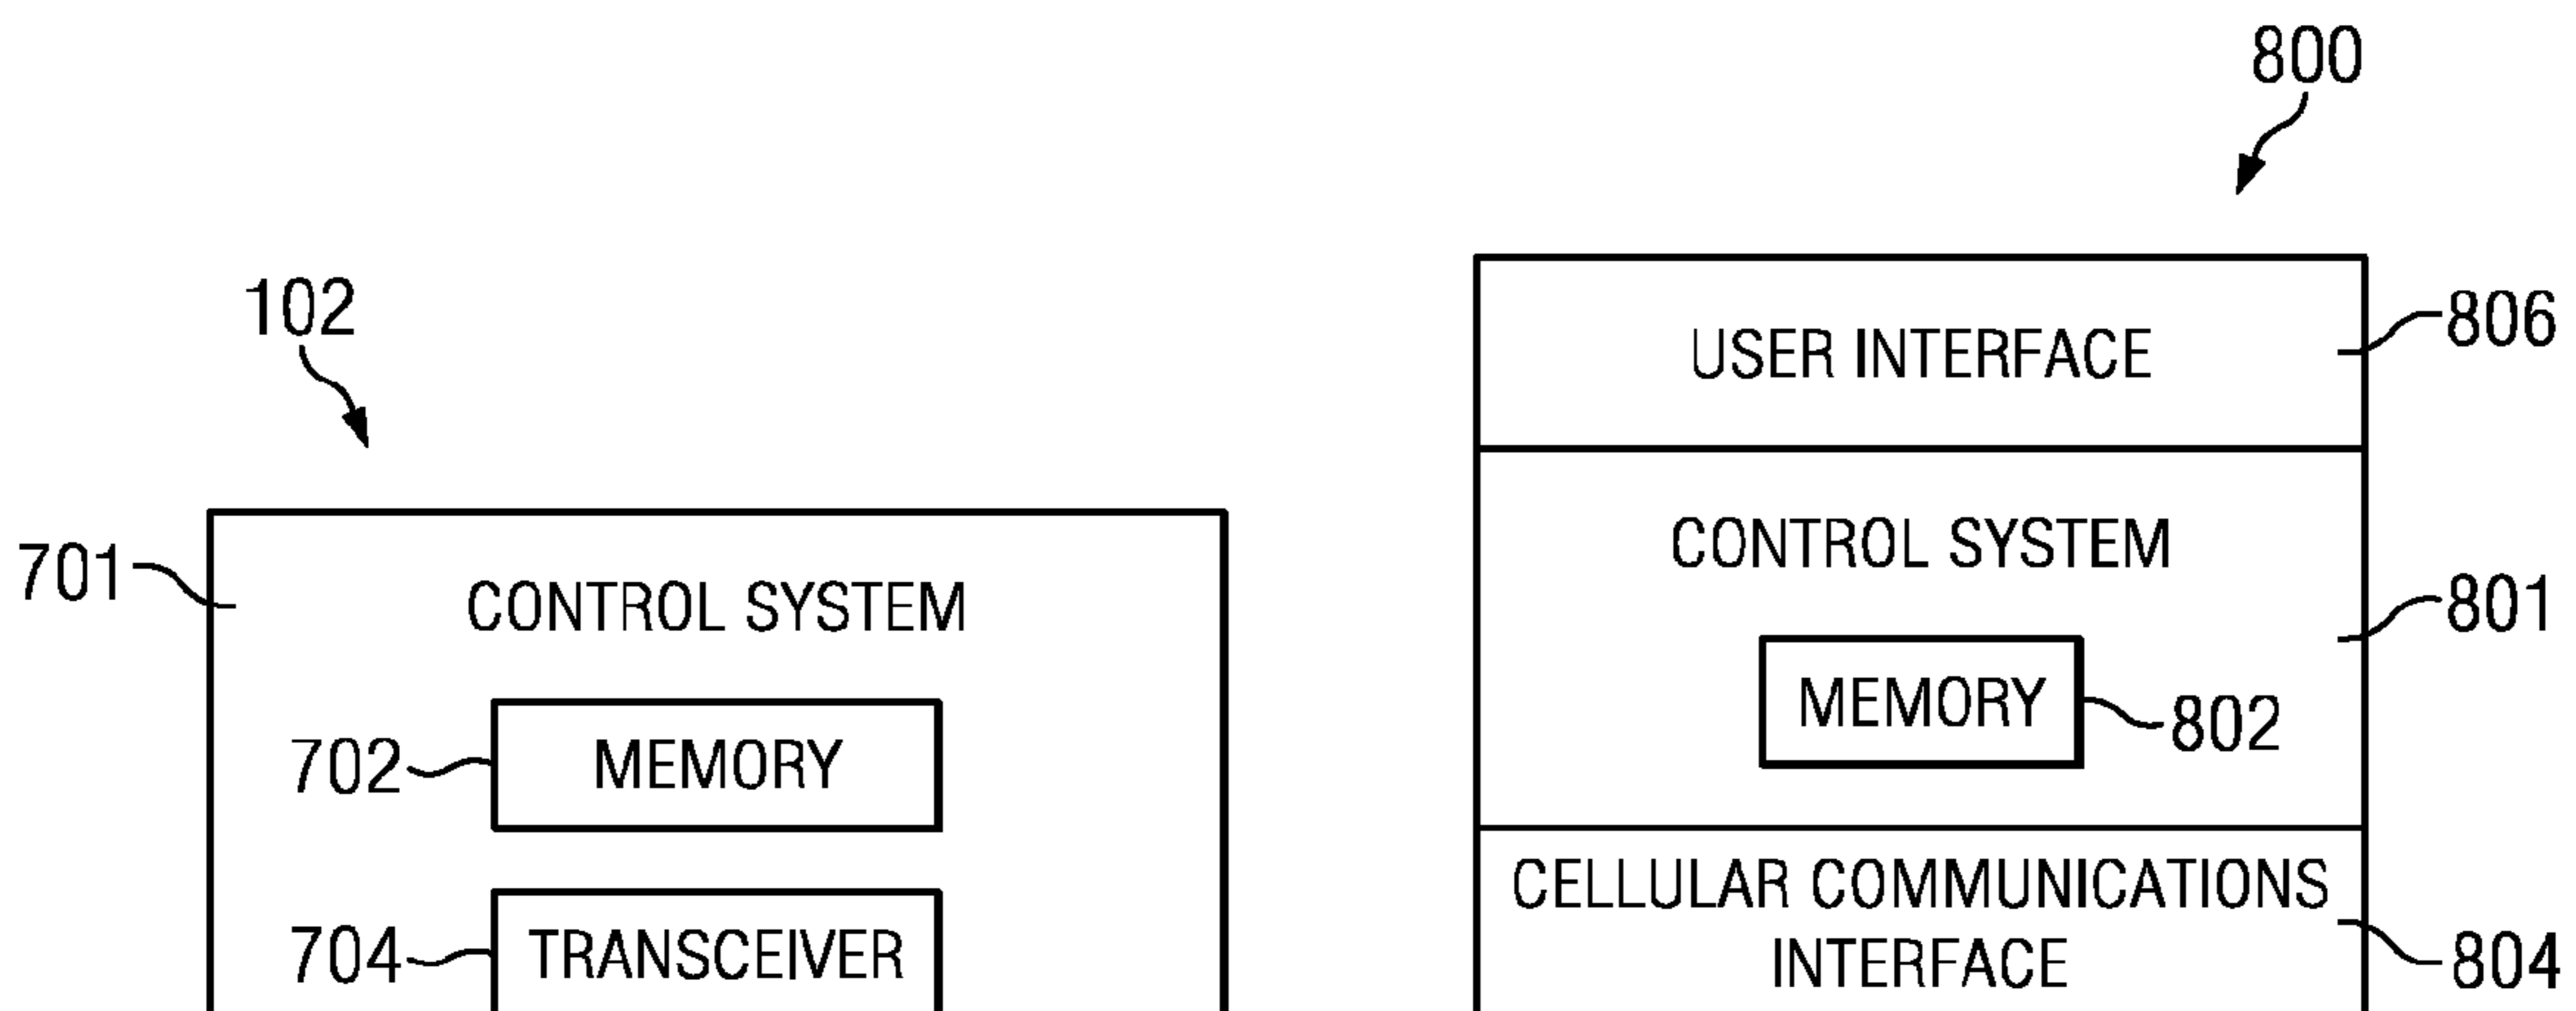 800
102
USER INTERFACE
806
701
CONTROL SYSTEM
CONTROL SYSTEM
801
702
MEMORY
MEMORY
802
704
TRANSCEIVER
CELLULAR COMMUNICATIONS
INTERFACE
804